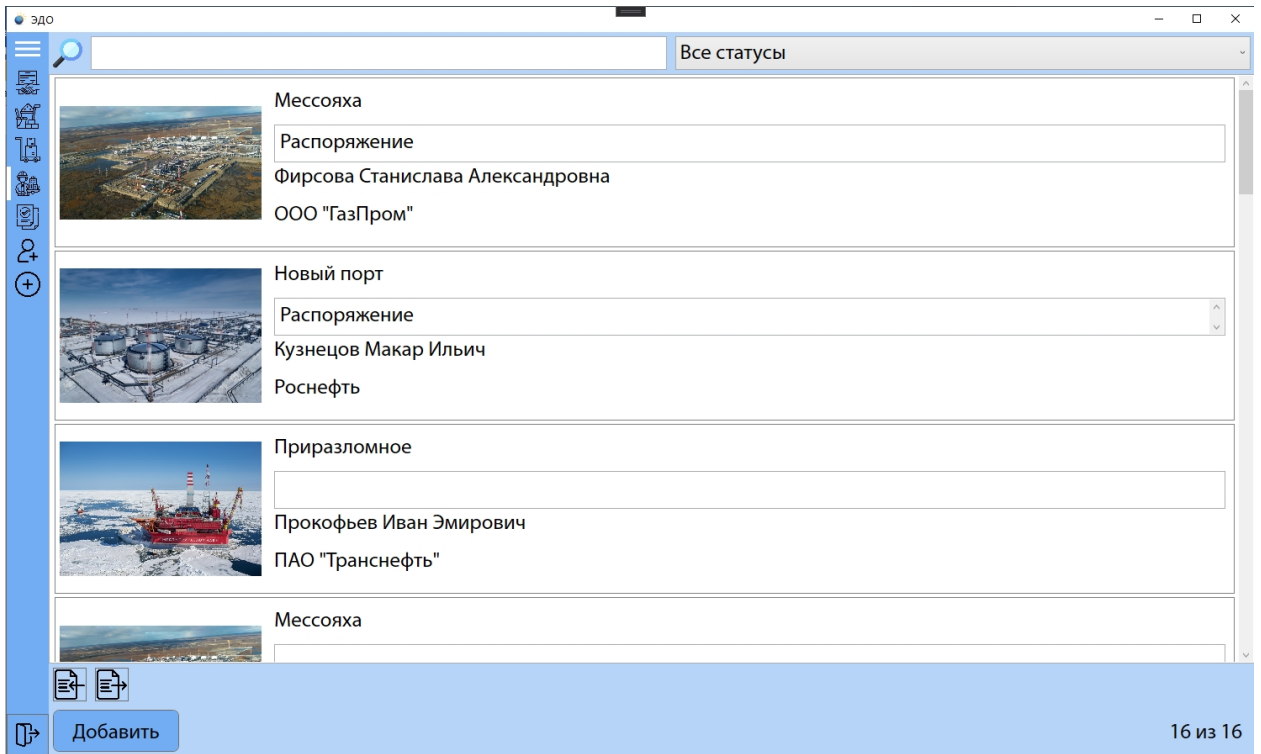 ЭДО
Все статусы
Мессояха
Распоряжение
Фирсова Станислава Александровна
ООО "ГазПром"
Новый порт
Распоряжение
Кузнецов Макар Ильич
Роснефть
Приразломное
Прокофьев Иван Эмирович
ПАО "Транснефть"
Мессояха
Добавить
16 из 16